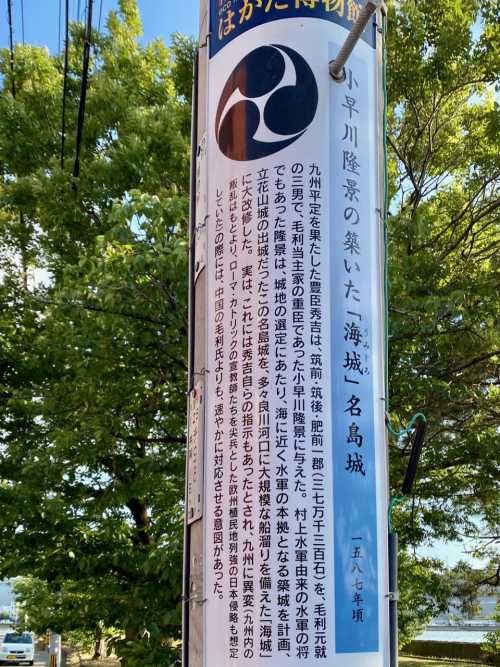 はかた博物館
小早川隆景の築いた「海城」名島城 一五八七年頃
うみじろ
九州平定を果たした豊臣秀吉は、筑前・筑後・肥前一郡(三七万千三百石)を、毛利元就
の三男で、毛利当主家の重臣であった小早川隆景に与えた。村上水軍由来の水軍の将
でもあった隆景は、城地の選定にあたり、海に近く水軍の本拠となる築城を計画、
立花山城の出城だったこの名島城を、多々良川河口に大規模な船溜りを備えた「海城」
に大改修した。実は、これには秀吉自らの指示もあったとされ、九州に異変(九州内の
叛乱はもとより、ローマ・カトリックの宣教師たちを尖兵とした欧州植民地列強の日本侵略も想定
していた)の際には、中国の毛利氏よりも、速やかに対応させる意図があった。